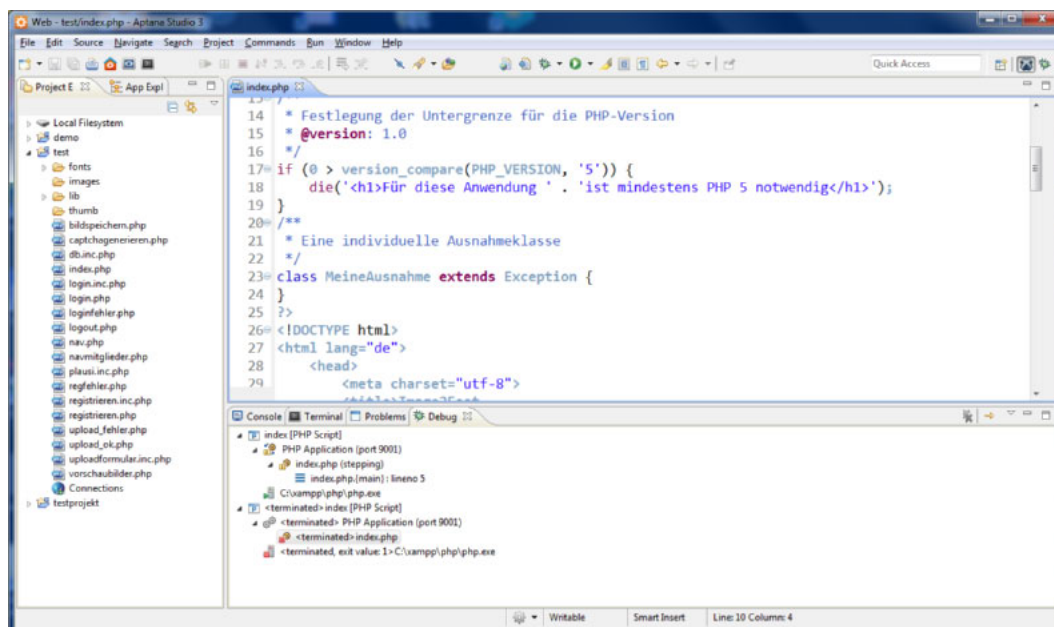 Web - test/index.php - Aptana Studio 3
File Edit Source Navigate Search Project Commands Run Window Help
Quick Access
Project E App Expl
Local Filesystem
demo
test
fonts
images
lib
thumb
bildspeichern.php
captchagenerieren.php
db.inc.php
index.php
login.inc.php
login.php
loginfehler.php
logout.php
nav.php
navmitglieder.php
plausi.inc.php
regfehler.php
registrieren.inc.php
registrieren.php
upload_fehler.php
upload_ok.php
uploadformular.inc.php
vorschaubilder.php
Connections
testprojekt
index.php
13 /**
14 * Festlegung der Untergrenze für die PHP-Version
15 * @version: 1.0
16 */
17 if (0 > version_compare(PHP_VERSION, '5')) {
18 die('<h1>Für diese Anwendung ' . 'ist mindestens PHP 5 notwendig</h1>');
19 }
20 /**
21 * Eine individuelle Ausnahmeklasse
22 */
23 class MeineAusnahme extends Exception {
24 }
25 ?>
26 <!DOCTYPE html>
27 <html lang="de">
28 <head>
29 <meta charset="utf-8">
Console Terminal Problems Debug
index [PHP Script]
PHP Application (port 9001)
index.php (stepping)
index.php.{main} : lineno 5
C:\xampp\php\php.exe
<terminated> index [PHP Script]
<terminated> PHP Application (port 9001)
<terminated> index.php
<terminated, exit value: 1> C:\xampp\php\php.exe
Writable Smart Insert Line: 10 Column: 4